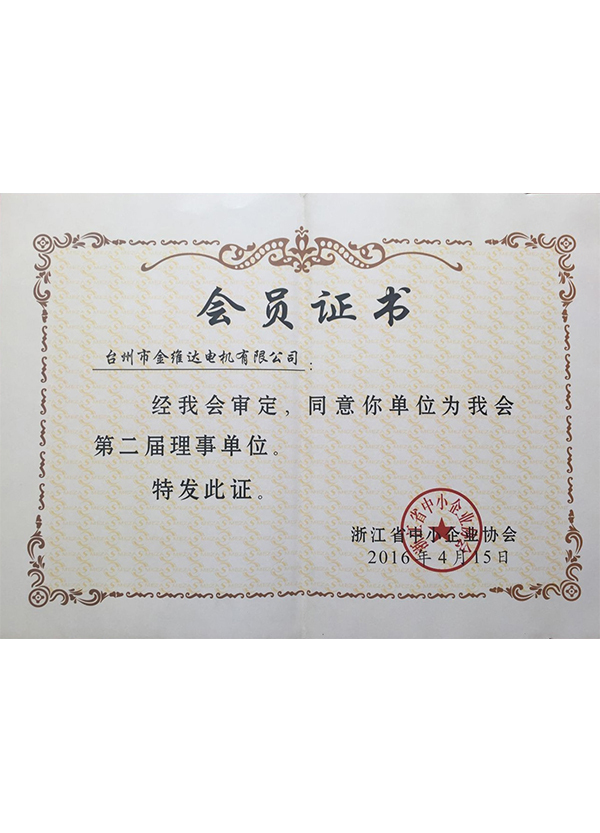 会员证书
台州市金维达电机有限公司：
经我会审定，同意你单位为我会
第二届理事单位。
特发此证。
浙江省中小企业协会
浙江省中小企业协会
2016年4月15日